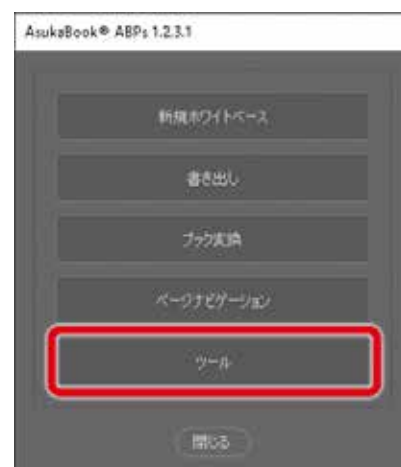 AsukaBook® ABPs 1.2.3.1
新規ホワイトベース
書き出し
ブック変換
ページナビゲーション
ツール
閉じる